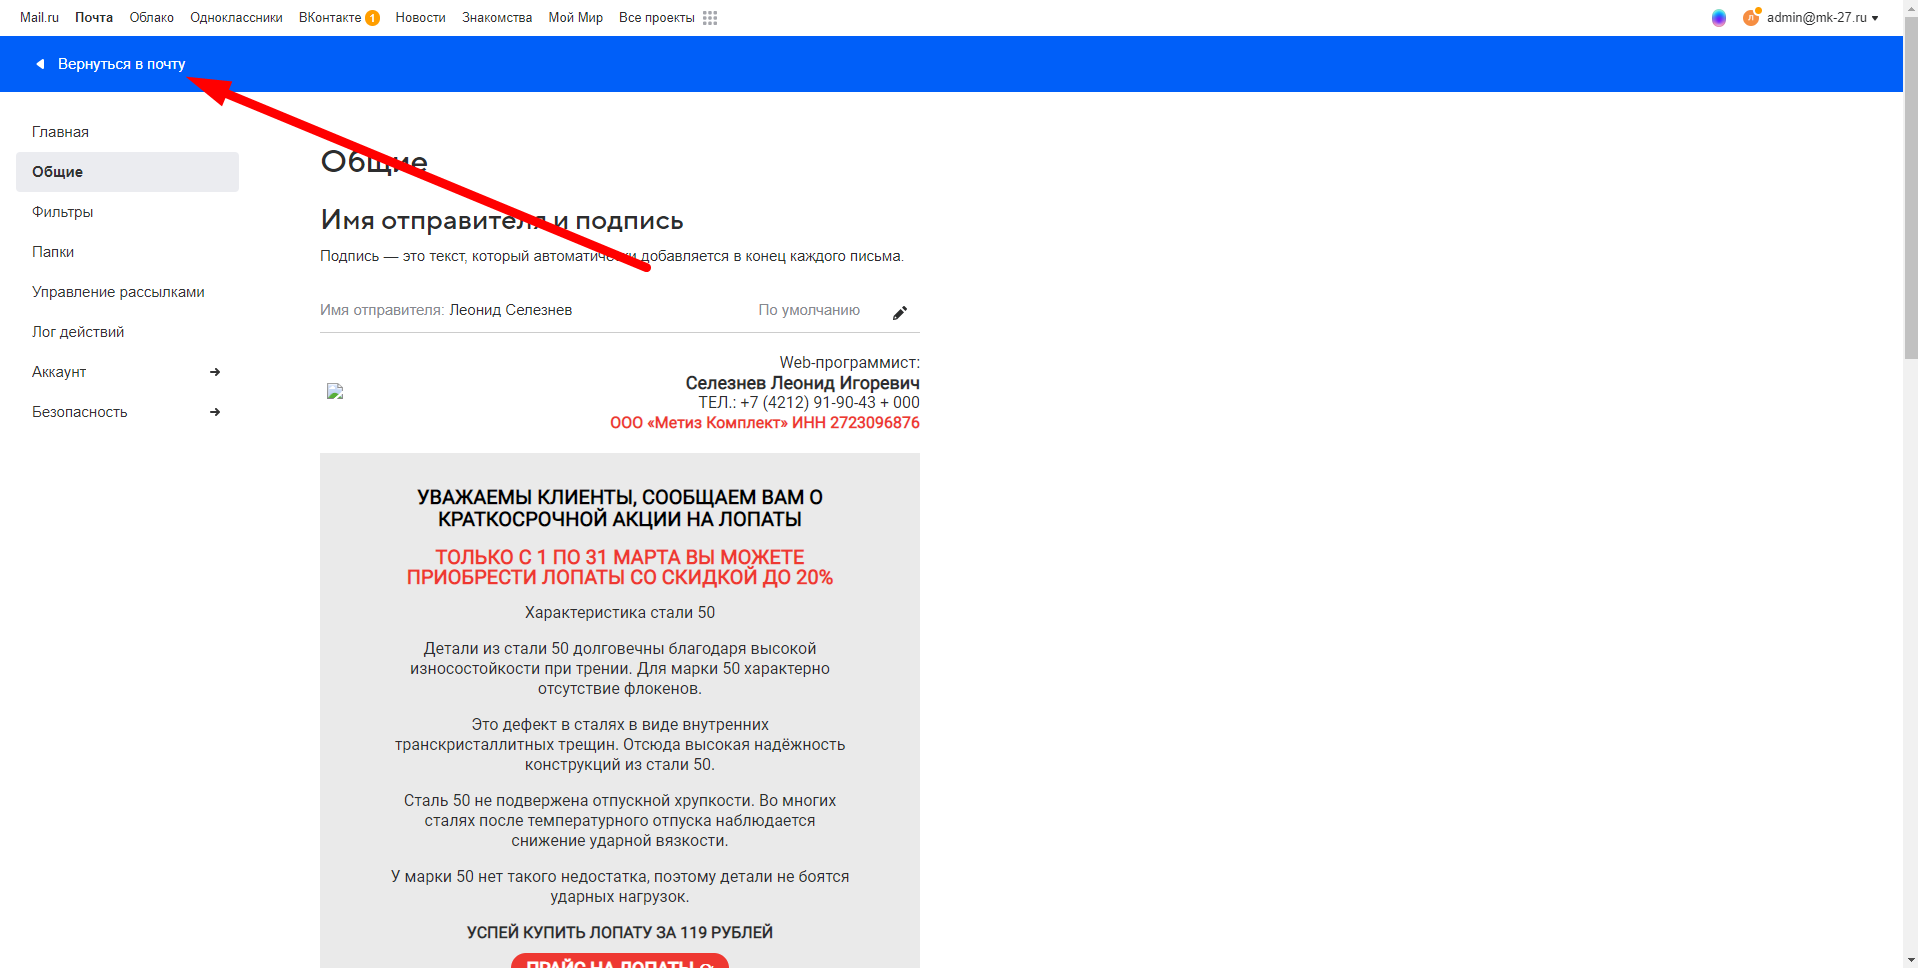 Mail.ru Почта Облако Одноклассники ВКонтакте 1 Новости Знакомства Мой Мир Все проекты
л admin@mk-27.ru
Вернуться в почту
Главная
Общие
Фильтры
Папки
Управление рассылками
Лог действий
Аккаунт
Безопасность
Общие
Имя отправителя и подпись
Подпись — это текст, который автоматически добавляется в конец каждого письма.
Имя отправителя: Леонид Селезнев По умолчанию
Web-программист:
Селезнев Леонид Игоревич
ТЕЛ.: +7 (4212) 91-90-43 + 000
ООО «Метиз Комплект» ИНН 2723096876
УВАЖАЕМЫ КЛИЕНТЫ, СООБЩАЕМ ВАМ О
КРАТКОСРОЧНОЙ АКЦИИ НА ЛОПАТЫ
ТОЛЬКО С 1 ПО 31 МАРТА ВЫ МОЖЕТЕ
ПРИОБРЕСТИ ЛОПАТЫ СО СКИДКОЙ ДО 20%
Характеристика стали 50
Детали из стали 50 долговечны благодаря высокой
износостойкости при трении. Для марки 50 характерно
отсутствие флокенов.
Это дефект в сталях в виде внутренних
транскристаллитных трещин. Отсюда высокая надёжность
конструкций из стали 50.
Сталь 50 не подвержена отпускной хрупкости. Во многих
сталях после температурного отпуска наблюдается
снижение ударной вязкости.
У марки 50 нет такого недостатка, поэтому детали не боятся
ударных нагрузок.
УСПЕЙ КУПИТЬ ЛОПАТУ ЗА 119 РУБЛЕЙ
ПРАЙС НА ЛОПАТЫ